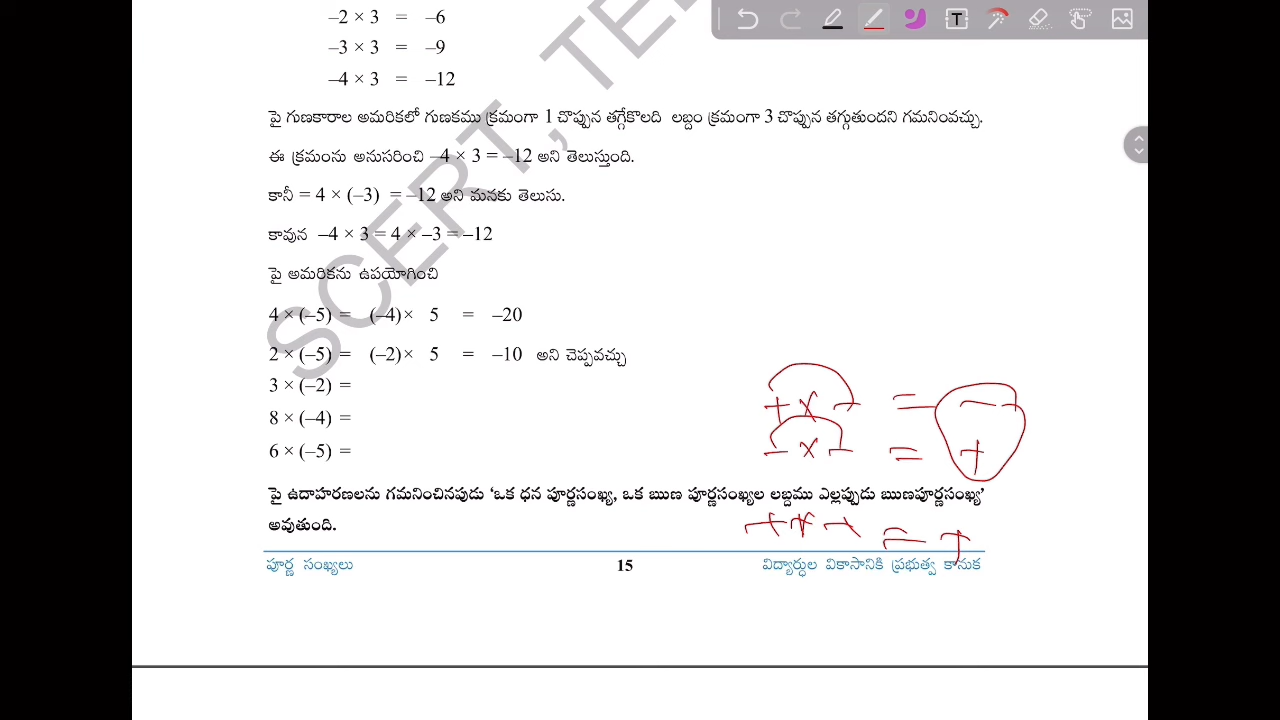 –2 × 3 = –6
–3 × 3 = –9
–4 × 3 = –12
పై గుణకారాల అమరికలో గుణకము క్రమంగా 1 చొప్పున తగ్గేకొలది లబ్దం క్రమంగా 3 చొప్పున తగ్గుతుందని గమనించవచ్చు.
ఈ క్రమంను అనుసరించి –4 × 3 = –12 అని తెలుస్తుంది.
కానీ = 4 × (–3) = –12 అని మనకు తెలుసు.
కావున –4 × 3 = 4 × –3 = –12
పై అమరికను ఉపయోగించి
4 × (–5) = (–4)× 5 = –20
2 × (–5) = (–2)× 5 = –10 అని చెప్పవచ్చు
3 × (–2) =
8 × (–4) =
6 × (–5) =
+ × - = -
- × - = +
పై ఉదాహరణలను గమనించినపుడు ‘ఒక ధన పూర్ణసంఖ్య, ఒక ఋణ పూర్ణసంఖ్యల లబ్దము ఎల్లప్పుడు ఋణపూర్ణసంఖ్య’
అవుతుంది.
+ × + = +
పూర్ణ సంఖ్యలు 15 విద్యార్ధుల వికాసానికి ప్రభుత్వ కానుక
SCERT, TE
T